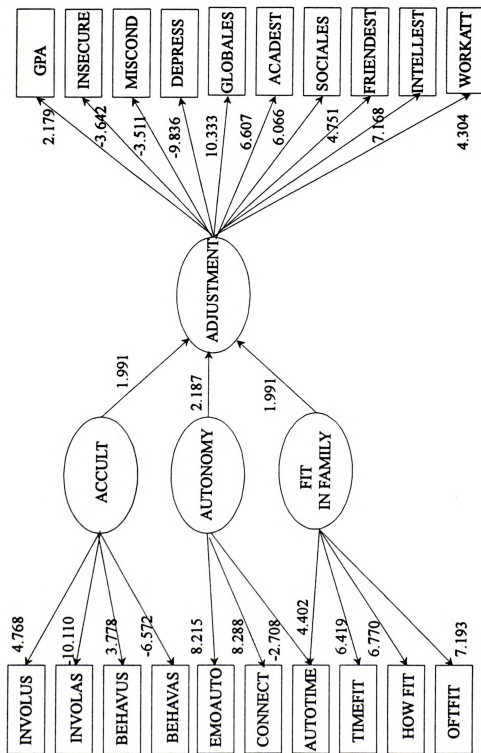 GPA
INSECURE
MISCOND
DEPRESS
GLOBALES
ACADEST
SOCIALES
FRIENDEST
INTELLEST
WORKATT
2.179
-3.642
-3.511
-9.836
10.333
6.607
6.066
4.751
7.168
4.304
ADJUSTMENT
1.991
2.187
1.991
ACCULT
AUTONOMY
FIT
IN FAMILY
4.768
-10.110
3.778
-6.572
8.215
8.288
-2.708
4.402
6.419
6.770
7.193
INVOLUS
INVOLAS
BEHAVUS
BEHAVAS
EMOAUTO
CONNECT
AUTOTIME
TIMEFIT
HOW FIT
OFTFIT